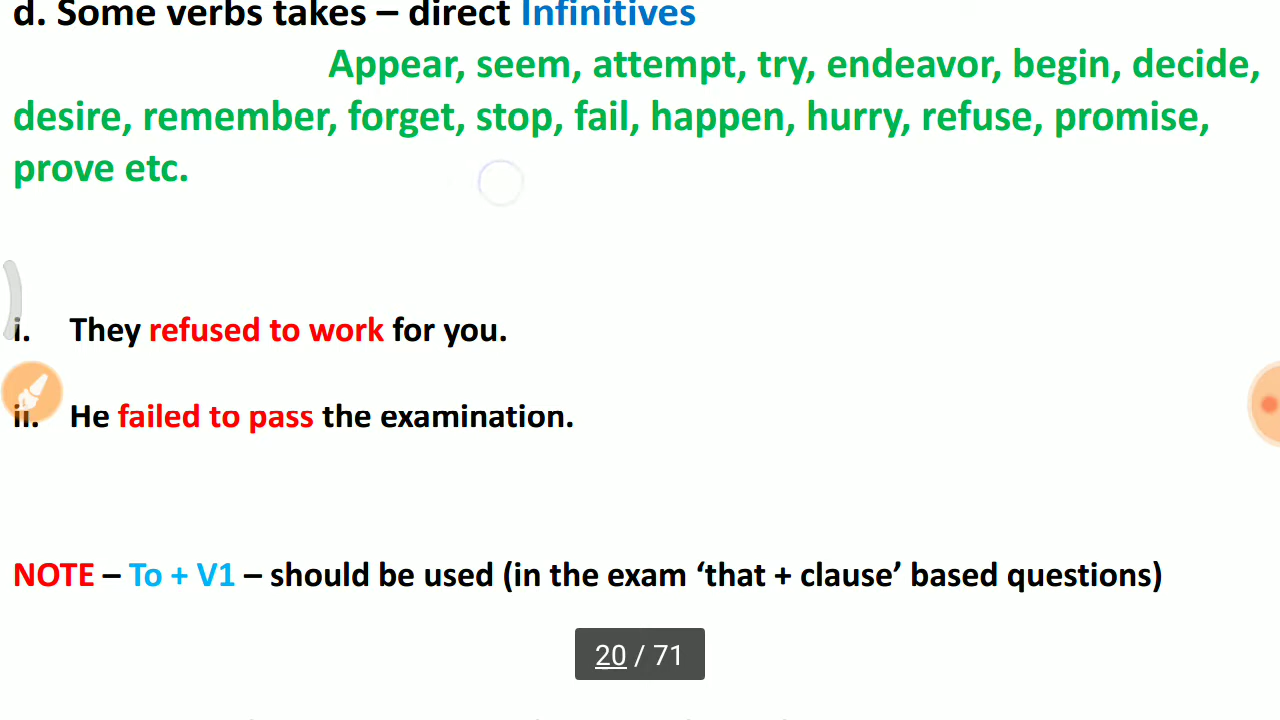 d. Some verbs takes – direct Infinitives
Appear, seem, attempt, try, endeavor, begin, decide,
desire, remember, forget, stop, fail, happen, hurry, refuse, promise,
prove etc.
i. They refused to work for you.
ii. He failed to pass the examination.
NOTE – To + V1 – should be used (in the exam ‘that + clause’ based questions)
20 / 71